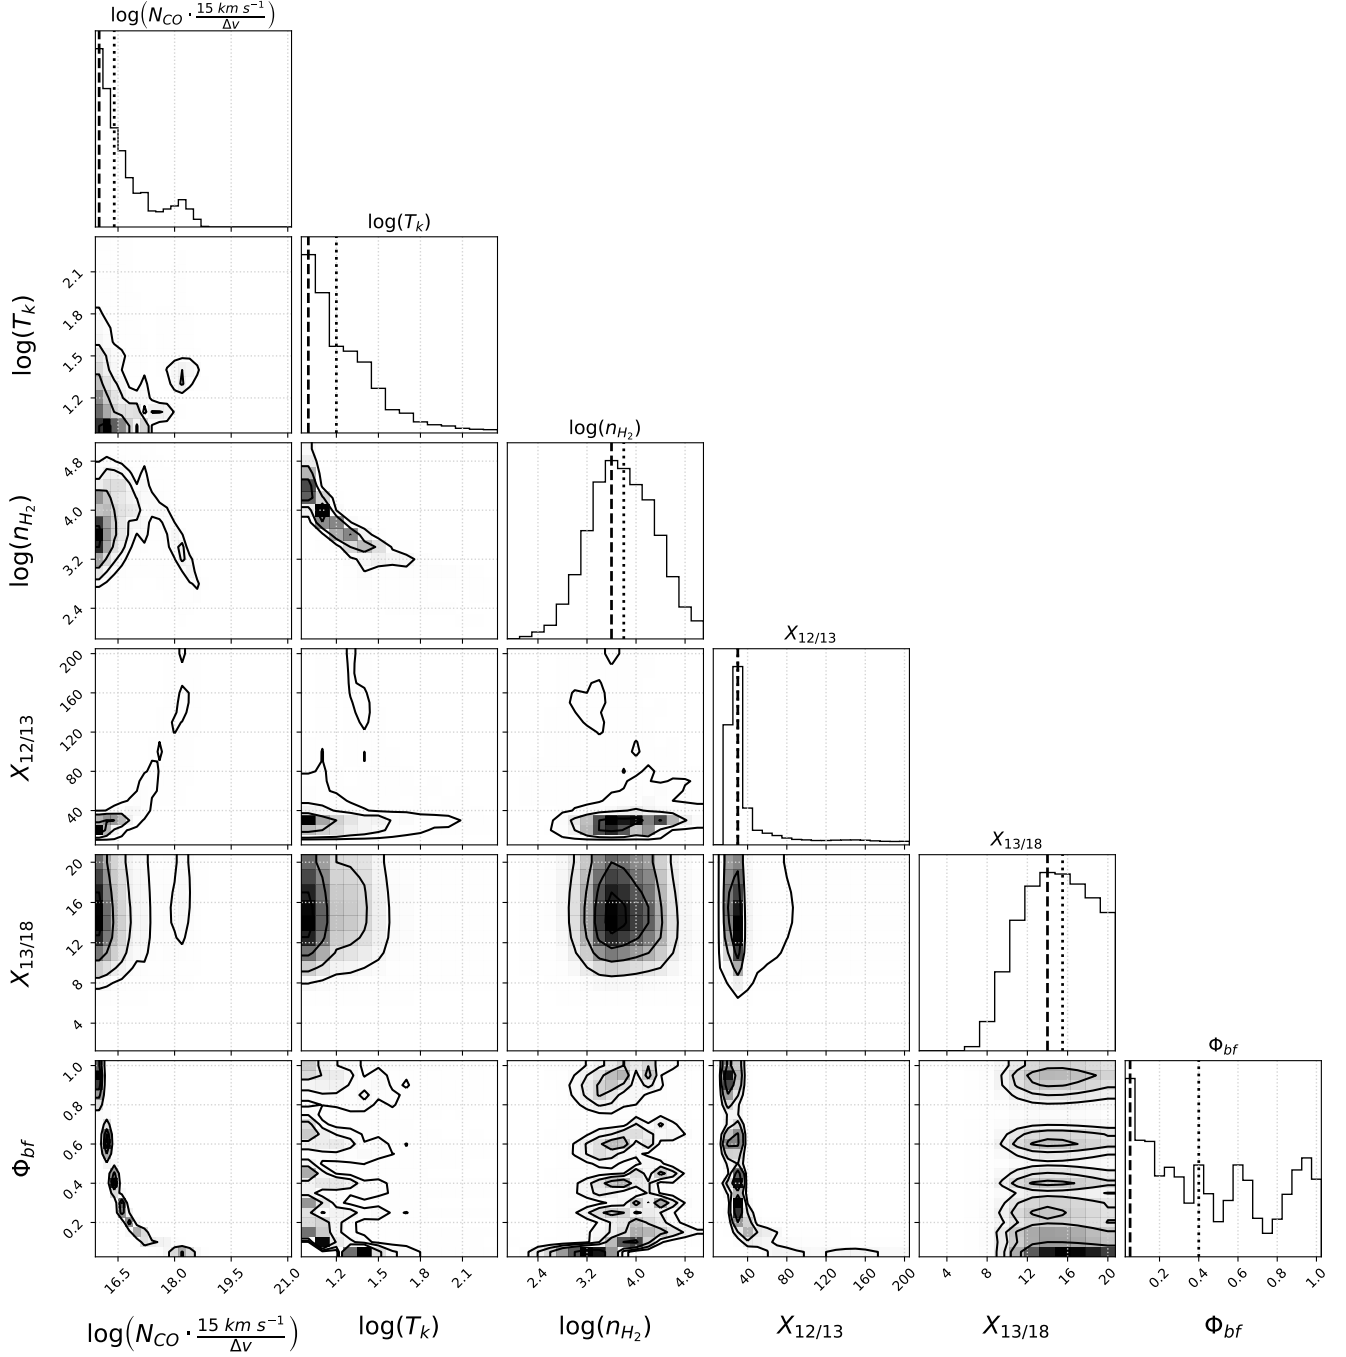 log(N_CO · 15 km s⁻¹ / Δv)
log(T_k)
2.1
1.8
1.5
1.2
log(T_k)
log(n_H₂)
4.8
4.0
3.2
2.4
log(n_H₂)
X_12/13
200
160
120
80
40
X_12/13
X_13/18
20
16
12
8
4
X_13/18
Φ_bf
1.0
0.8
0.6
0.4
0.2
Φ_bf
16.5 18.0 19.5 21.0 1.2 1.5 1.8 2.1 2.4 3.2 4.0 4.8 40 80 120 160 200 4 8 12 16 20 0.2 0.4 0.6 0.8 1.0
log(N_CO · 15 km s⁻¹ / Δv) log(T_k) log(n_H₂) X_12/13 X_13/18 Φ_bf